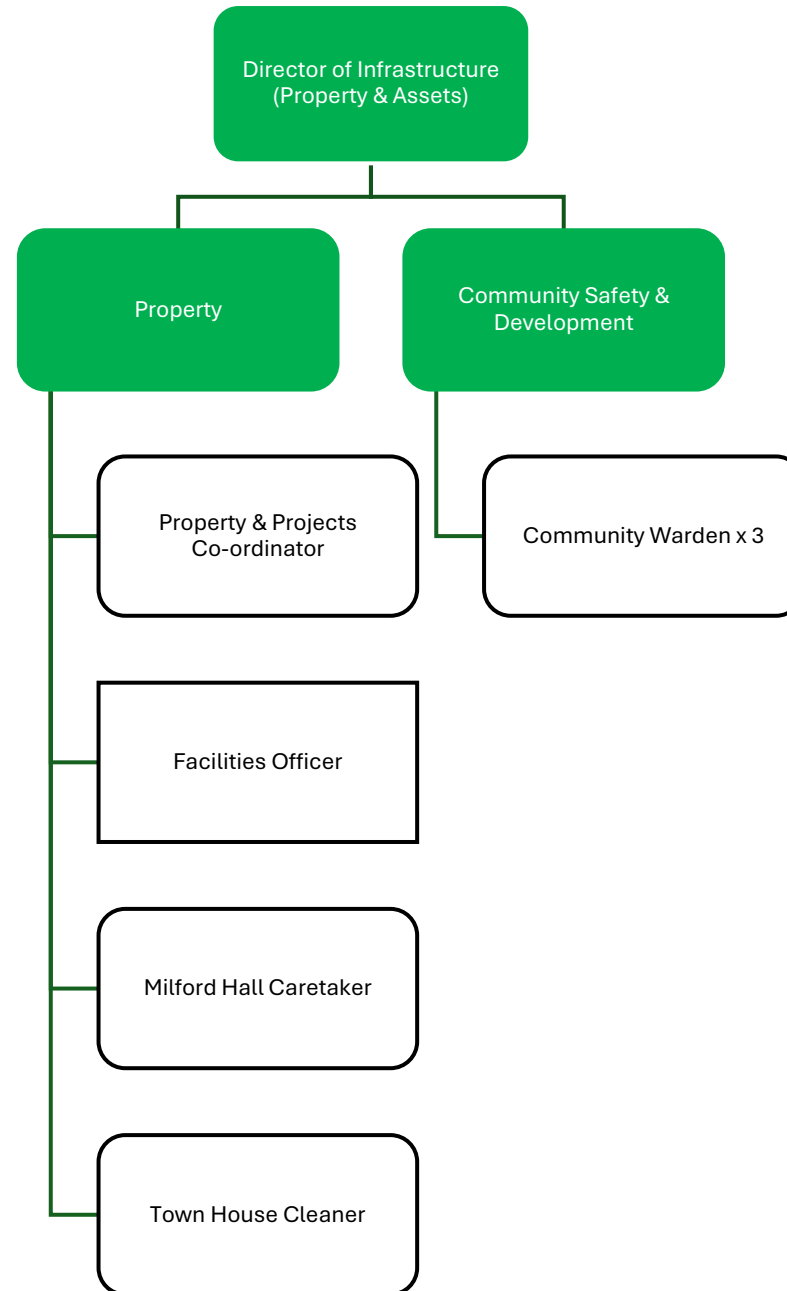 Director of Infrastructure
(Property & Assets)
Property
Community Safety &
Development
Property & Projects
Co-ordinator
Community Warden x 3
Facilities Officer
Milford Hall Caretaker
Town House Cleaner